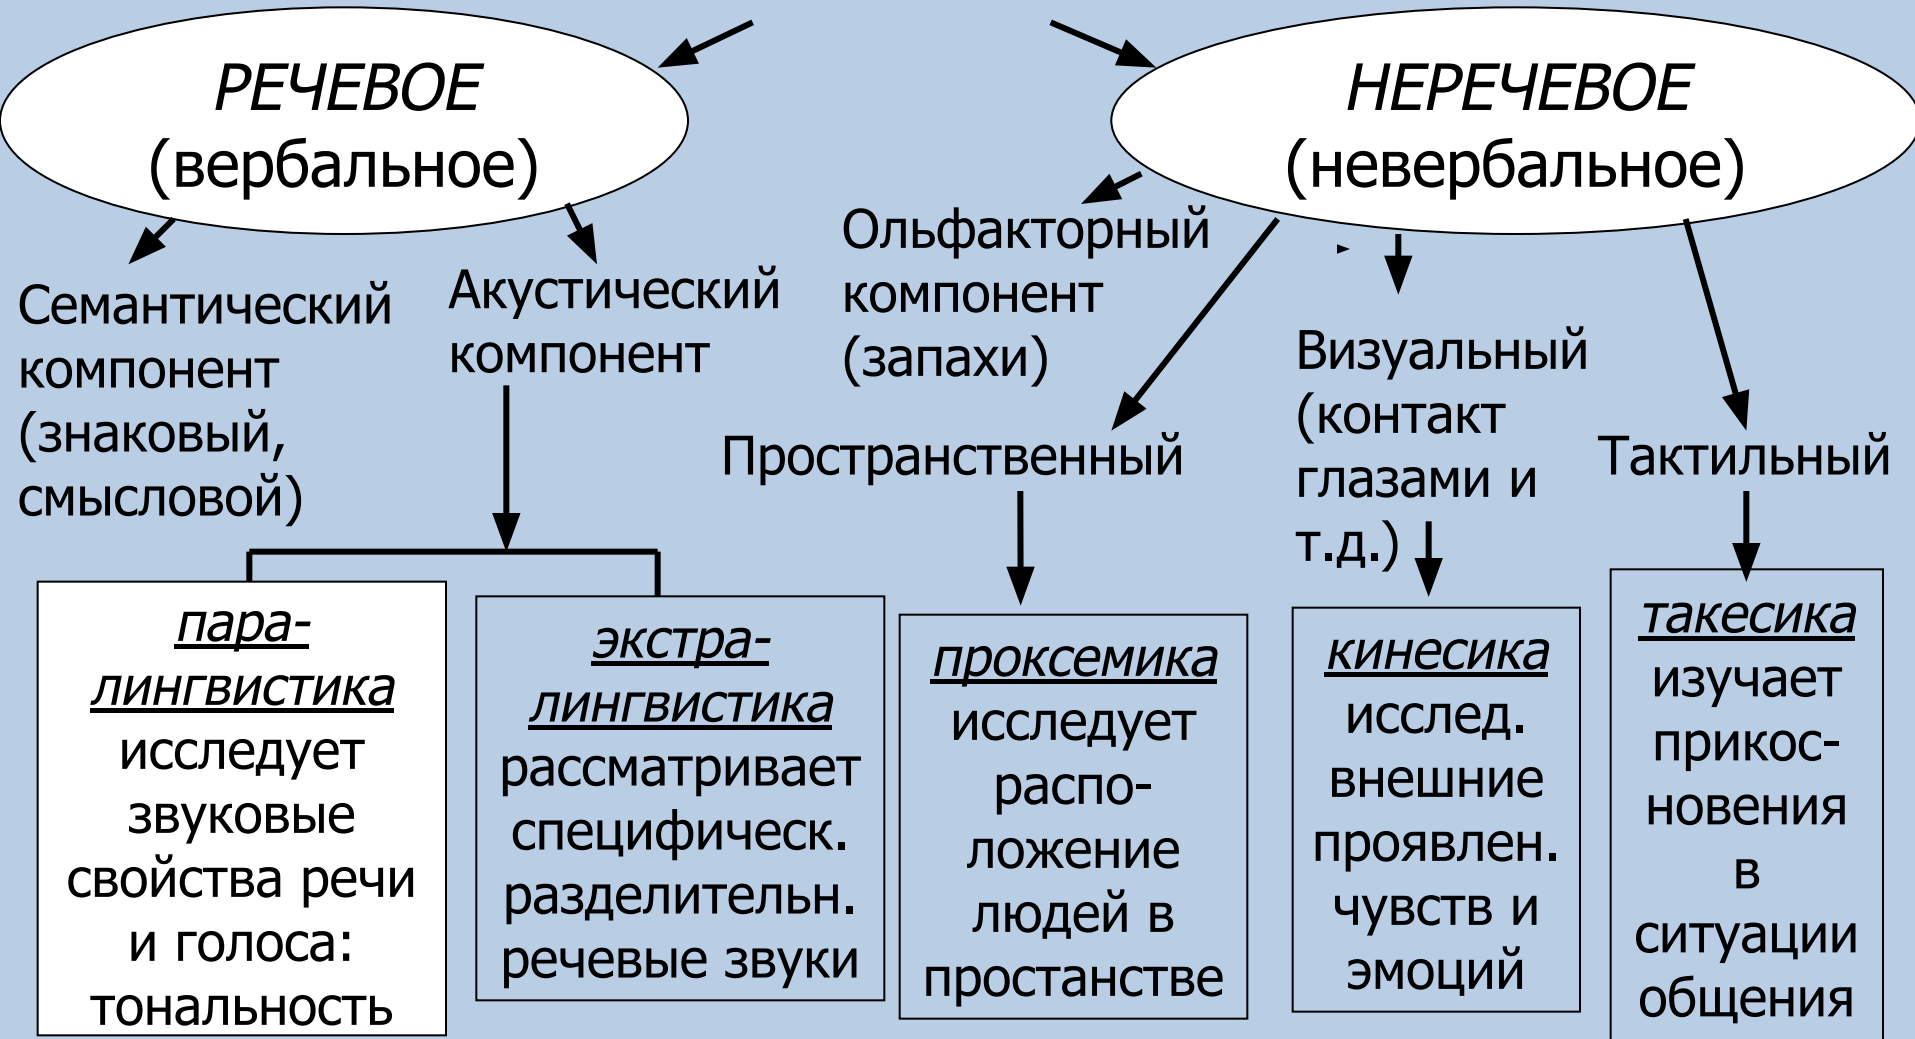 РЕЧЕВОЕ
(вербальное)
НЕРЕЧЕВОЕ
(невербальное)
Семантический
компонент
(знаковый,
смысловой)
Акустический
компонент
Ольфакторный
компонент
(запахи)
Пространственный
Визуальный
(контакт
глазами и
т.д.)
Тактильный
пара-
лингвистика
исследует
звуковые
свойства речи
и голоса:
тональность
экстра-
лингвистика
рассматривает
специфическ.
разделительн.
речевые звуки
проксемика
исследует
распо-
ложение
людей в
простанстве
кинесика
исслед.
внешние
проявлен.
чувств и
эмоций
такесика
изучает
прикос-
новения
в
ситуации
общения